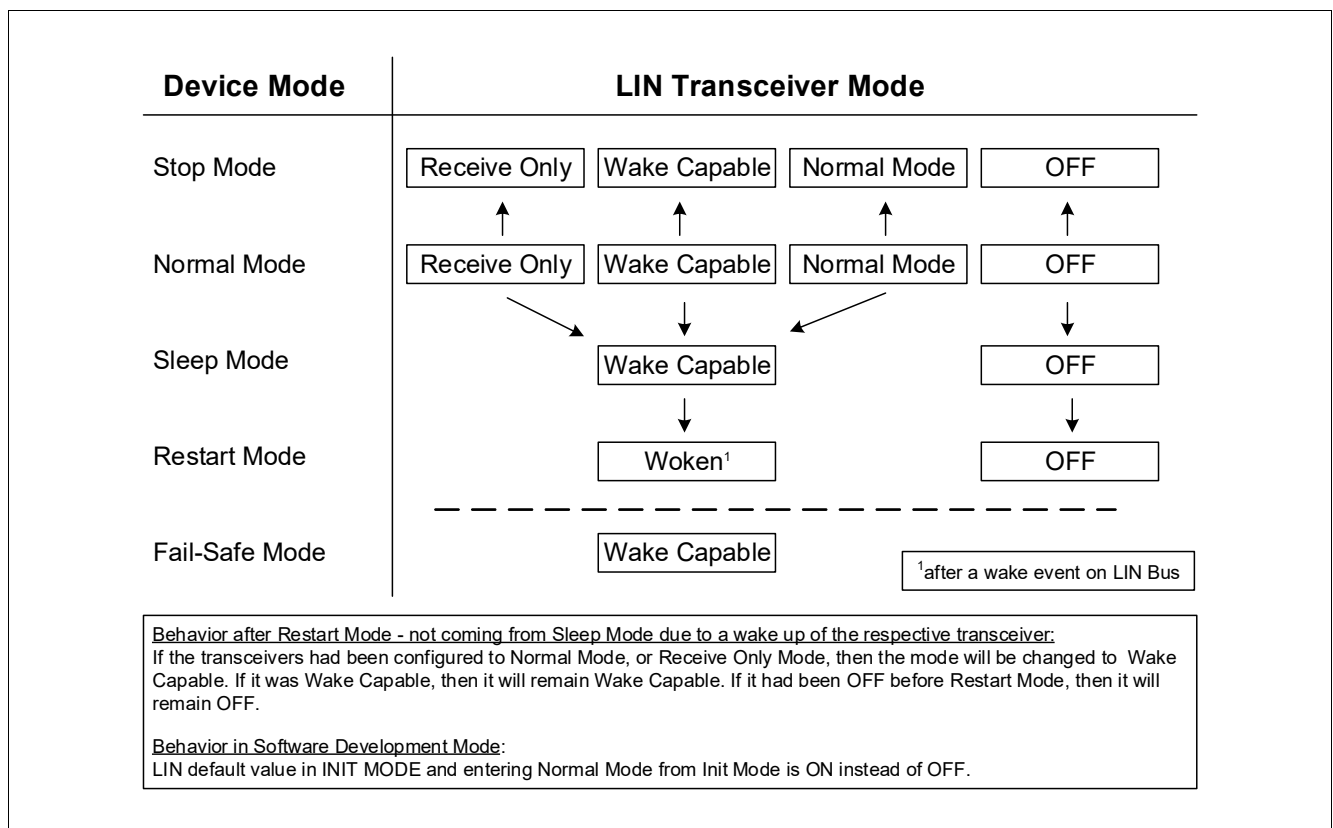 Device Mode LIN Transceiver Mode
Stop Mode Receive Only Wake Capable Normal Mode OFF
Normal Mode Receive Only Wake Capable Normal Mode OFF
Sleep Mode Wake Capable OFF
Restart Mode Woken¹ OFF
Fail-Safe Mode Wake Capable
¹after a wake event on LIN Bus
Behavior after Restart Mode - not coming from Sleep Mode due to a wake up of the respective transceiver:
If the transceivers had been configured to Normal Mode, or Receive Only Mode, then the mode will be changed to Wake
Capable. If it was Wake Capable, then it will remain Wake Capable. If it had been OFF before Restart Mode, then it will
remain OFF.
Behavior in Software Development Mode:
LIN default value in INIT MODE and entering Normal Mode from Init Mode is ON instead of OFF.